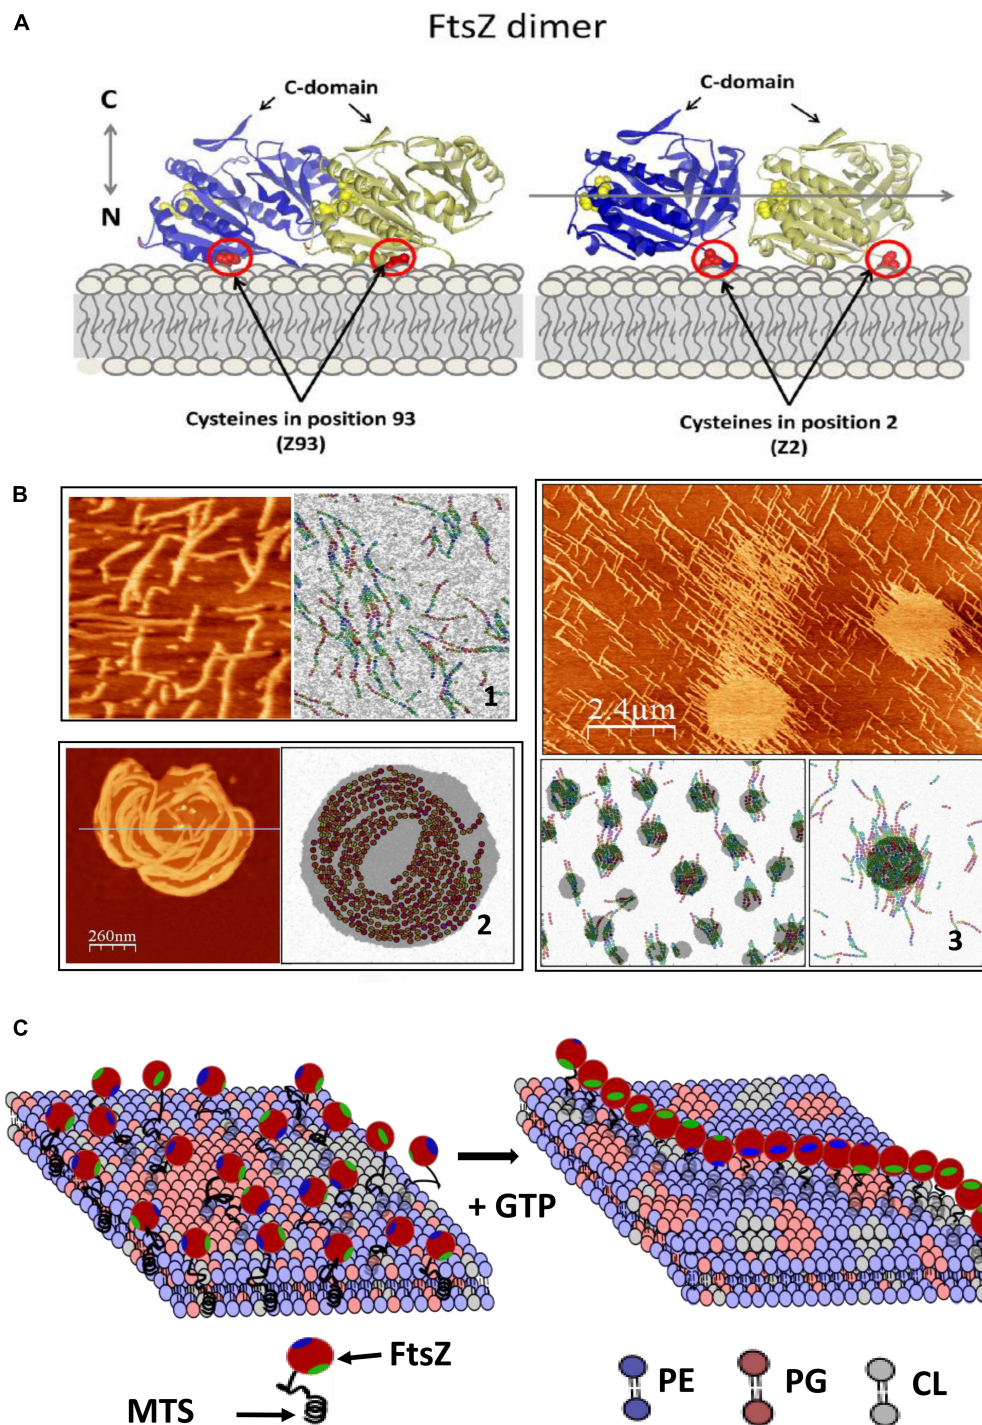 A
FtsZ dimer
C-domain
C-domain
C
N
Cysteines in position 93
(Z93)
Cysteines in position 2
(Z2)
B
1
2.4µm
260nm
2
3
C
+ GTP
FtsZ
MTS
PE
PG
CL